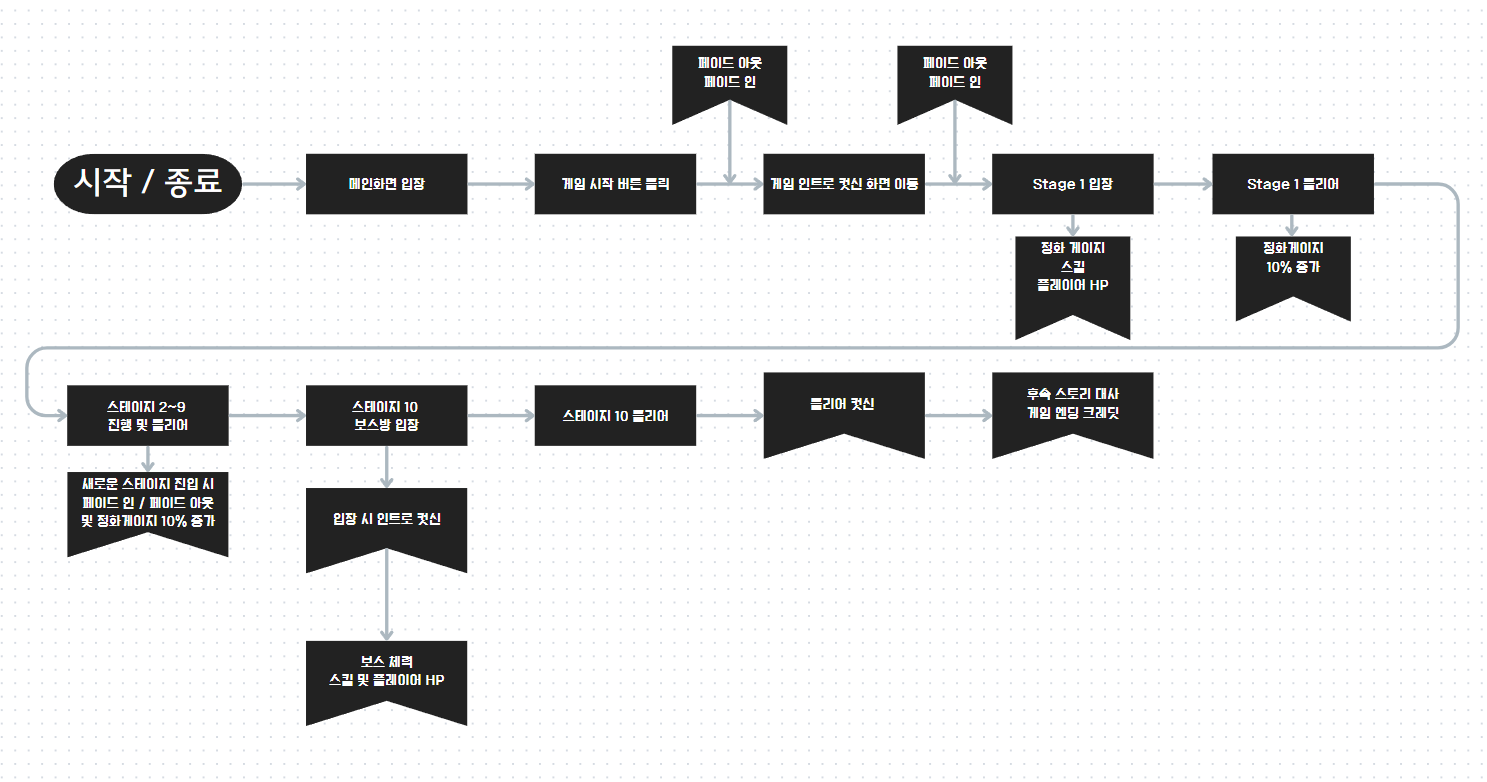 페이드 아웃
페이드 인
페이드 아웃
페이드 인
시작 / 종료
메인화면 입장
게임 시작 버튼 클릭
게임 인트로 컷신 화면 이동
Stage 1 입장
Stage 1 클리어
정화 게이지
스킬
플레이어 HP
정화게이지
10% 증가
스테이지 2~9
진행 및 클리어
스테이지 10
보스방 입장
스테이지 10 클리어
클리어 컷신
후속 스토리 대사
게임 엔딩 크레딧
새로운 스테이지 진입 시
페이드 인 / 페이드 아웃
및 정화게이지 10% 증가
입장 시 인트로 컷신
보스 체력
스킬 및 플레이어 HP